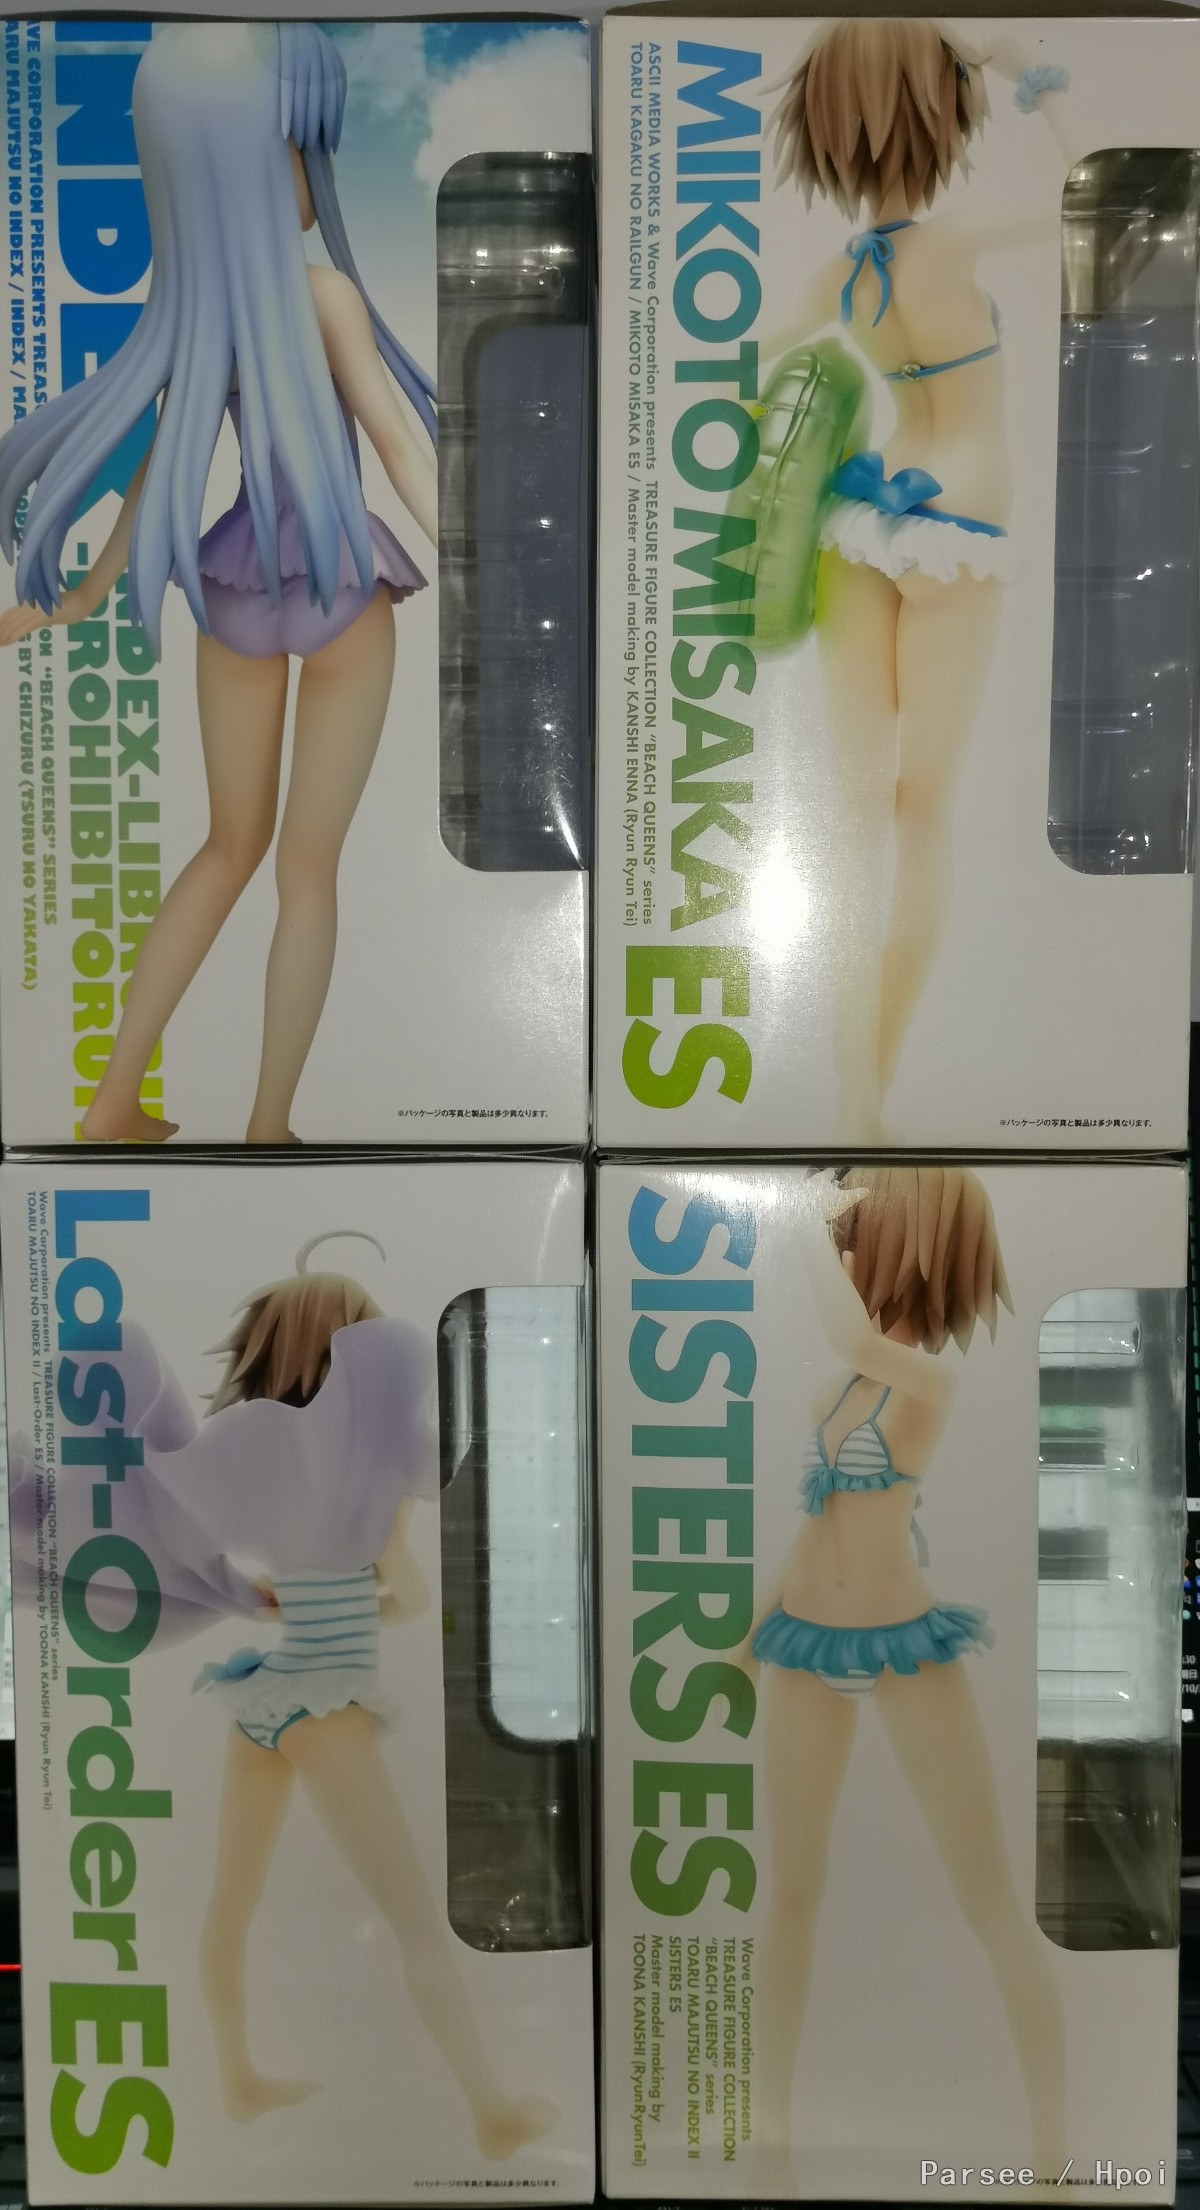 INDEX
INDEX-LIBRO
-PROHIBITORUM
WAVE CORPORATION PRESENTS TREAS
ON "BEACH QUEENS" SERIES
TOARU MAJUTSU NO INDEX / INDEX / MA
BY CHIZURU (TSURU NO YAKATA)
※パッケージの写真と製品は多少異なります。
MIKOTO MISAKA ES
ASCII MEDIA WORKS & Wave Corporation presents TREASURE FIGURE COLLECTION "BEACH QUEENS" series
TOARU KAGAKU NO RAILGUN / MIKOTO MISAKA ES / Master model making by KANSHI ENNA (Ryun Ryun Tei)
※パッケージの写真と製品は多少異なります。
Last-Order ES
Wave Corporation presents TREASURE FIGURE COLLECTION "BEACH QUEENS" series
TOARU MAJUTSU NO INDEX II / Last-Order ES / Master model making by TOONA KANSHI (Ryun Ryun Tei)
※パッケージの写真と製品は多少異なります。
SISTERS ES
Wave Corporation presents
TREASURE FIGURE COLLECTION
"BEACH QUEENS" series
TOARU MAJUTSU NO INDEX II
SISTERS ES
Master model making by
TOONA KANSHI (RyunRyunTei)
Parsee / Hpoi